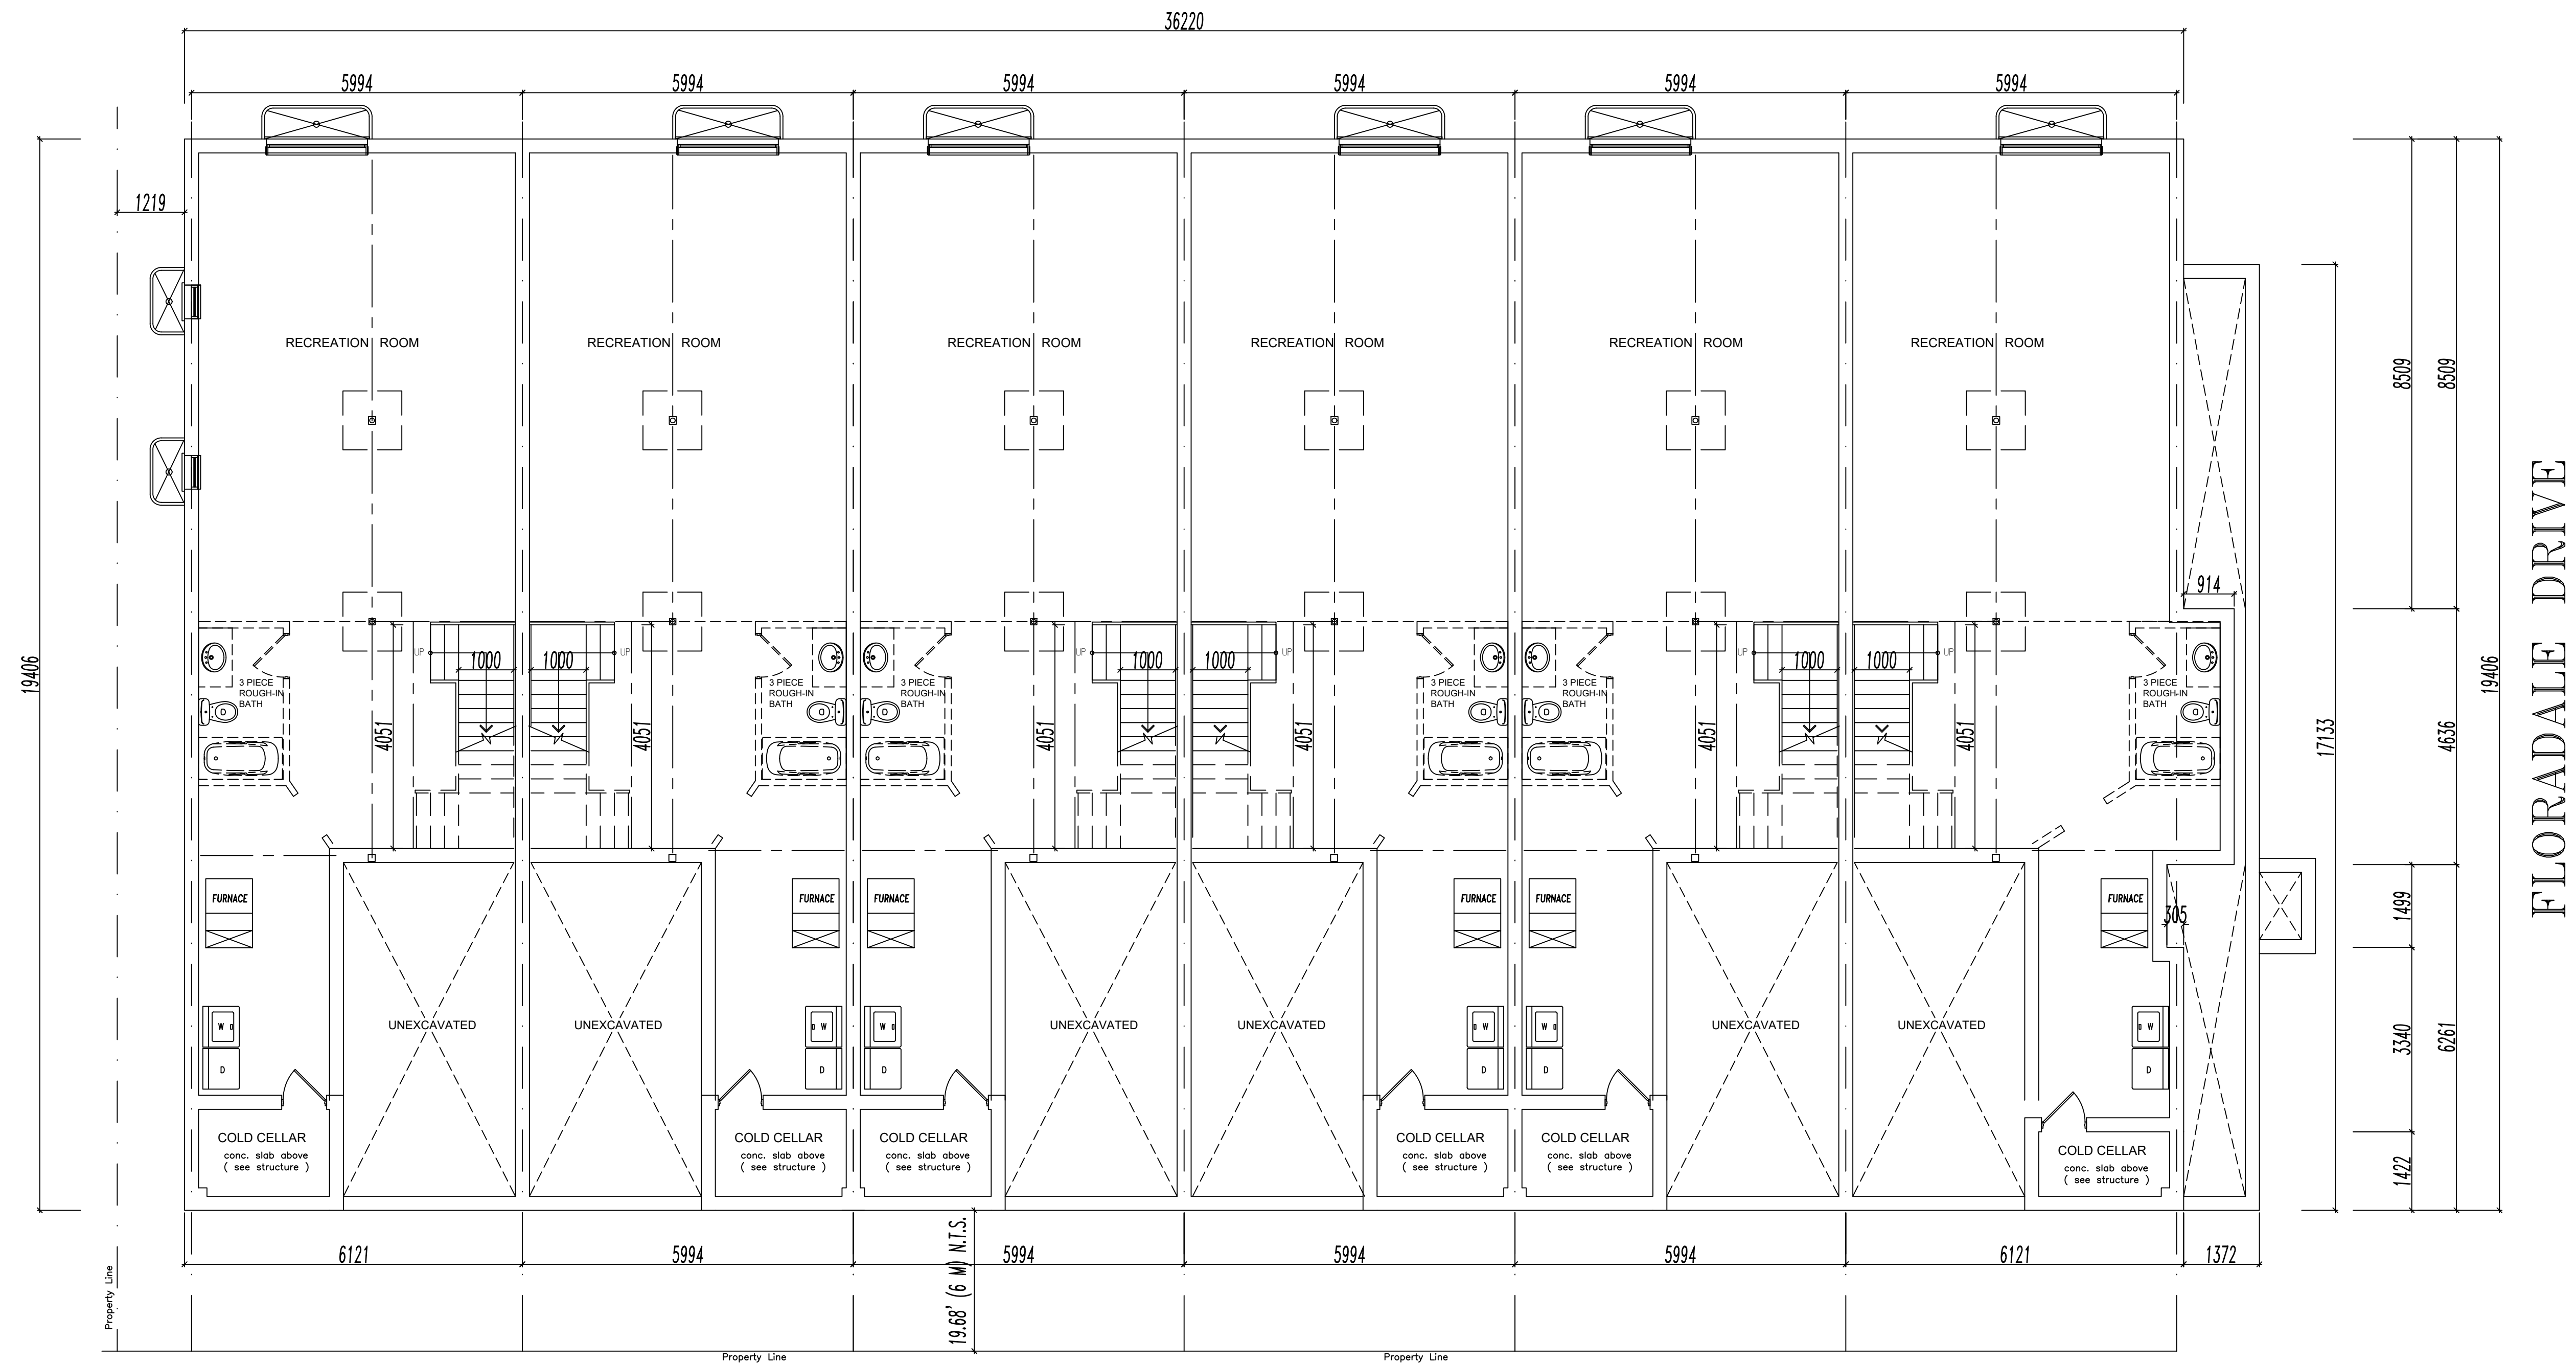 36220
5994 5994 5994 5994 5994 5994
1219
RECREATION ROOM RECREATION ROOM RECREATION ROOM RECREATION ROOM RECREATION ROOM RECREATION ROOM
8509 8509
914
19406
UP 1000 1000 UP UP 1000 1000 UP UP 1000 1000 UP
3 PIECE
ROUGH-IN
BATH
3 PIECE
ROUGH-IN
BATH
3 PIECE
ROUGH-IN
BATH
3 PIECE
ROUGH-IN
BATH
3 PIECE
ROUGH-IN
BATH
3 PIECE
ROUGH-IN
BATH
4051 4051 4051 4051 4051 4051
17133
4636
19406
FLORADALE DRIVE
FURNACE FURNACE FURNACE FURNACE FURNACE FURNACE
305
1499
UNEXCAVATED UNEXCAVATED UNEXCAVATED UNEXCAVATED UNEXCAVATED UNEXCAVATED
W W W W W W
D D D D D D
3340
6261
COLD CELLAR
conc. slab above
( see structure )
COLD CELLAR
conc. slab above
( see structure )
COLD CELLAR
conc. slab above
( see structure )
COLD CELLAR
conc. slab above
( see structure )
COLD CELLAR
conc. slab above
( see structure )
COLD CELLAR
conc. slab above
( see structure )
1422
6121 5994 5994 5994 5994 6121 1372
19.68' (6 M) N.T.S.
Property Line
Property Line Property Line